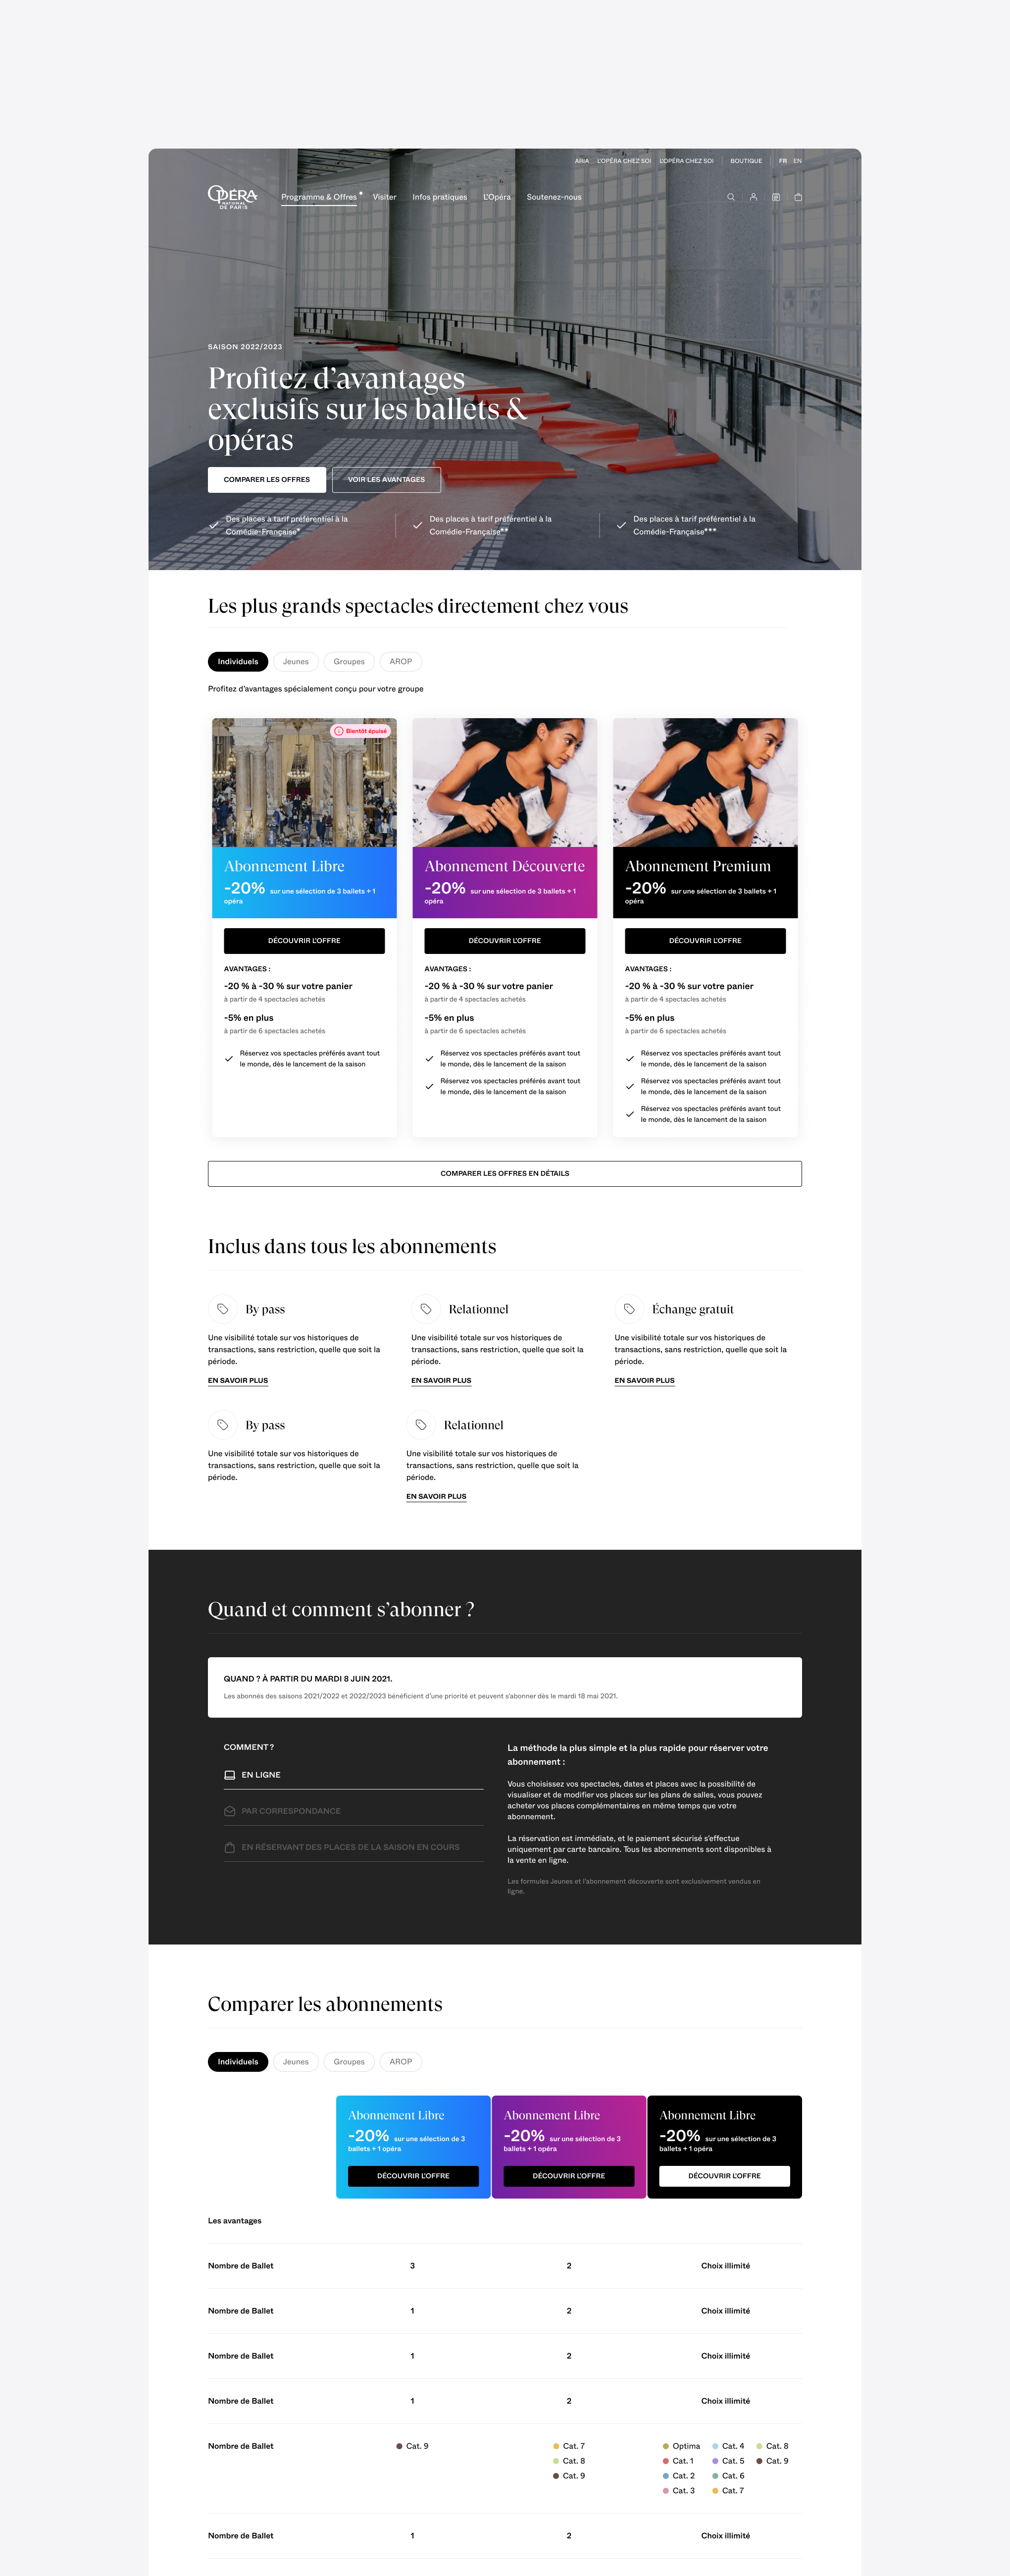 ARIA L'OPÉRA CHEZ SOI L'OPÉRA CHEZ SOI BOUTIQUE FR EN
OPÉRA
NATIONAL
DE PARIS
Programme & Offres Visiter Infos pratiques L'Opéra Soutenez-nous
SAISON 2022/2023
Profitez d’avantages
exclusifs sur les ballets &
opéras
COMPARER LES OFFRES VOIR LES AVANTAGES
Des places à tarif préférentiel à la
Comédie-Française*
Des places à tarif préférentiel à la
Comédie-Française**
Des places à tarif préférentiel à la
Comédie-Française***
Les plus grands spectacles directement chez vous
Individuels Jeunes Groupes AROP
Profitez d’avantages spécialement conçu pour votre groupe
Bientôt épuisé
Abonnement Libre
-20% sur une sélection de 3 ballets + 1
opéra
DÉCOUVRIR L’OFFRE
AVANTAGES :
-20 % à -30 % sur votre panier
à partir de 4 spectacles achetés
-5% en plus
à partir de 6 spectacles achetés
Réservez vos spectacles préférés avant tout
le monde, dès le lancement de la saison
Abonnement Découverte
-20% sur une sélection de 3 ballets + 1
opéra
DÉCOUVRIR L’OFFRE
AVANTAGES :
-20 % à -30 % sur votre panier
à partir de 4 spectacles achetés
-5% en plus
à partir de 6 spectacles achetés
Réservez vos spectacles préférés avant tout
le monde, dès le lancement de la saison
Réservez vos spectacles préférés avant tout
le monde, dès le lancement de la saison
Abonnement Premium
-20% sur une sélection de 3 ballets + 1
opéra
DÉCOUVRIR L’OFFRE
AVANTAGES :
-20 % à -30 % sur votre panier
à partir de 4 spectacles achetés
-5% en plus
à partir de 6 spectacles achetés
Réservez vos spectacles préférés avant tout
le monde, dès le lancement de la saison
Réservez vos spectacles préférés avant tout
le monde, dès le lancement de la saison
Réservez vos spectacles préférés avant tout
le monde, dès le lancement de la saison
COMPARER LES OFFRES EN DÉTAILS
Inclus dans tous les abonnements
By pass
Une visibilité totale sur vos historiques de
transactions, sans restriction, quelle que soit la
période.
EN SAVOIR PLUS
Relationnel
Une visibilité totale sur vos historiques de
transactions, sans restriction, quelle que soit la
période.
EN SAVOIR PLUS
Échange gratuit
Une visibilité totale sur vos historiques de
transactions, sans restriction, quelle que soit la
période.
EN SAVOIR PLUS
By pass
Une visibilité totale sur vos historiques de
transactions, sans restriction, quelle que soit la
période.
Relationnel
Une visibilité totale sur vos historiques de
transactions, sans restriction, quelle que soit la
période.
EN SAVOIR PLUS
Quand et comment s’abonner ?
QUAND ? À PARTIR DU MARDI 8 JUIN 2021.
Les abonnés des saisons 2021/2022 et 2022/2023 bénéficient d’une priorité et peuvent s’abonner dès le mardi 18 mai 2021.
COMMENT ?
EN LIGNE
PAR CORRESPONDANCE
EN RÉSERVANT DES PLACES DE LA SAISON EN COURS
La méthode la plus simple et la plus rapide pour réserver votre
abonnement :
Vous choisissez vos spectacles, dates et places avec la possibilité de
visualiser et de modifier vos places sur les plans de salles, vous pouvez
acheter vos places complémentaires en même temps que votre
abonnement.
La réservation est immédiate, et le paiement sécurisé s’effectue
uniquement par carte bancaire. Tous les abonnements sont disponibles à
la vente en ligne.
Les formules Jeunes et l’abonnement découverte sont exclusivement vendus en
ligne.
Comparer les abonnements
Individuels Jeunes Groupes AROP
Abonnement Libre
-20% sur une sélection de 3
ballets + 1 opéra
DÉCOUVRIR L’OFFRE
Abonnement Libre
-20% sur une sélection de 3
ballets + 1 opéra
DÉCOUVRIR L’OFFRE
Abonnement Libre
-20% sur une sélection de 3
ballets + 1 opéra
DÉCOUVRIR L’OFFRE
Les avantages
Nombre de Ballet 3 2 Choix illimité
Nombre de Ballet 1 2 Choix illimité
Nombre de Ballet 1 2 Choix illimité
Nombre de Ballet 1 2 Choix illimité
Nombre de Ballet Cat. 9 Cat. 7 Optima Cat. 4 Cat. 8
Cat. 8 Cat. 1 Cat. 5 Cat. 9
Cat. 9 Cat. 2 Cat. 6
Cat. 3 Cat. 7
Nombre de Ballet 1 2 Choix illimité